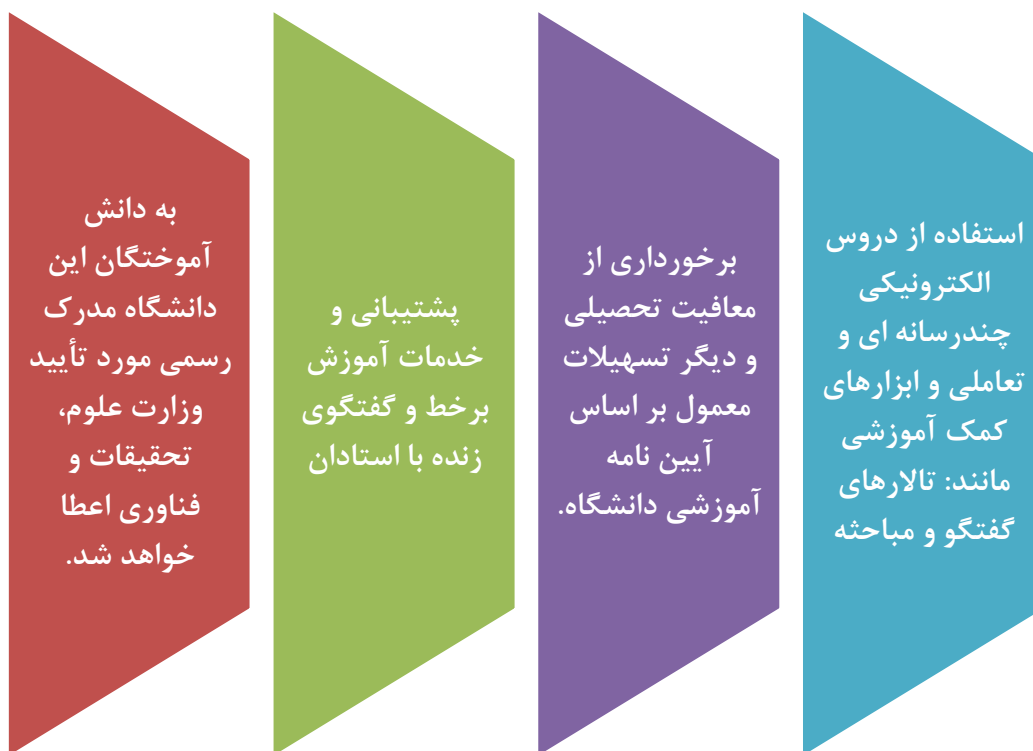 استفاده از دروس
الکترونیکی
چندرسانه ای و
تعاملی و ابزارهای
کمک آموزشی
مانند: تالارهای
گفتگو و مباحثه
برخورداری از
معافیت تحصیلی
و دیگر تسهیلات
معمول بر اساس
آیین نامه
آموزشی دانشگاه.
پشتیبانی و
خدمات آموزش
برخط و گفتگوی
زنده با استادان
به دانش
آموختگان این
دانشگاه مدرک
رسمی مورد تأیید
وزارت علوم،
تحقیقات و
فناوری اعطا
خواهد شد.